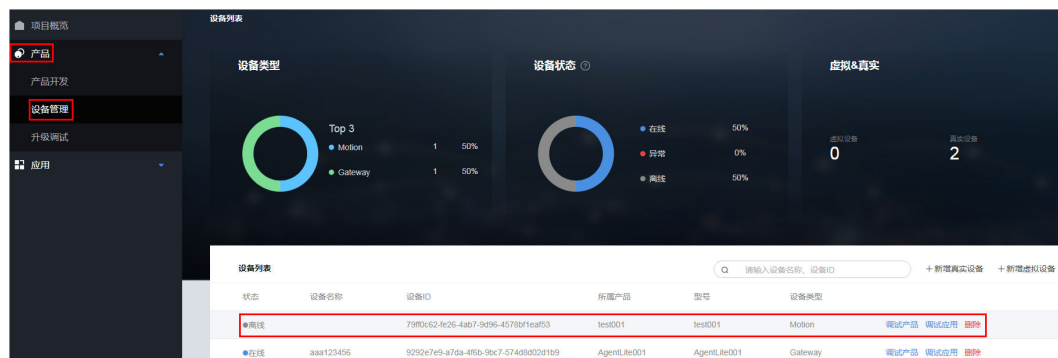 项目概览
产品
产品开发
设备管理
升级调试
应用
设备列表
设备类型
Top 3
Motion 1 50%
Gateway 1 50%
设备状态
在线 50%
异常 0%
离线 50%
虚拟&真实
虚拟设备 真实设备
0 2
设备列表 请输入设备名称、设备ID +新增真实设备 +新增虚拟设备
状态 设备名称 设备ID 所属产品 型号 设备类型
离线 79ff0c62-fe26-4ab7-9d96-4578bf1eaf53 test001 test001 Motion 调试产品 调试应用 删除
在线 aaa123456 9292e7e9-a7da-4f6b-9bc7-574d8d02d1b9 AgentLite001 AgentLite001 Gateway 调试产品 调试应用 删除